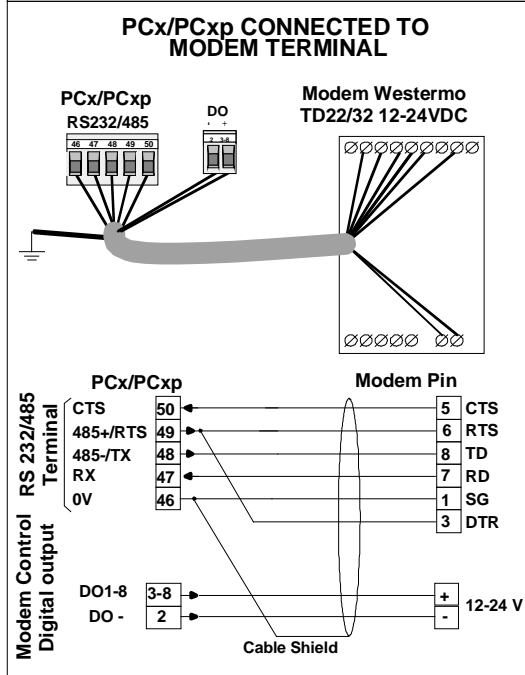 PCx/PCxp CONNECTED TO
MODEM TERMINAL
PCx/PCxp
RS232/485
46 47 48 49 50
DO
- +
2 3-8
Modem Westermo
TD22/32 12-24VDC
PCx/PCxp
Modem Pin
RS 232/485
Terminal
CTS 50 5 CTS
485+/RTS 49 6 RTS
485-/TX 48 8 TD
RX 47 7 RD
0V 46 1 SG
3 DTR
Modem Control
Digital output
DO1-8 3-8 + 12-24 V
DO - 2 -
Cable Shield